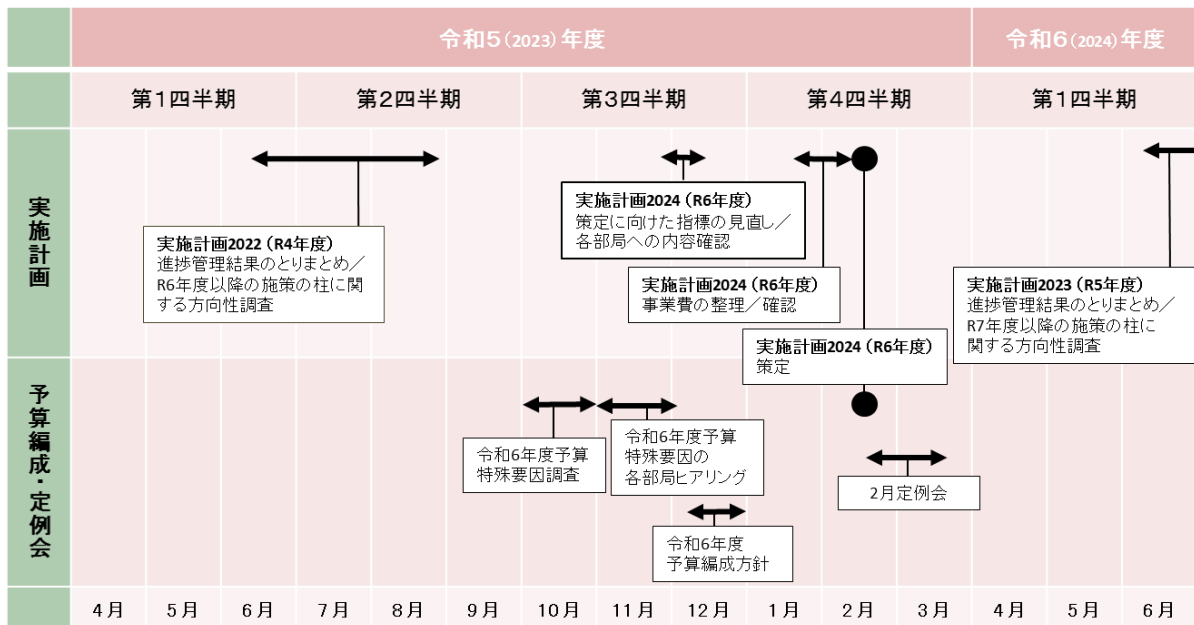 令和5(2023)年度
令和6(2024)年度
第1四半期
第2四半期
第3四半期
第4四半期
第1四半期
実施計画
実施計画2022(R4年度)
進捗管理結果のとりまとめ/
R6年度以降の施策の柱に関
する方向性調査
実施計画2024(R6年度)
策定に向けた指標の見直し/
各部局への内容確認
実施計画2024(R6年度)
事業費の整理/確認
実施計画2024(R6年度)
策定
実施計画2023(R5年度)
進捗管理結果のとりまとめ/
R7年度以降の施策の柱に
関する方向性調査
予算編成・定例会
令和6年度予算
特殊要因調査
令和6年度予算
特殊要因の
各部局ヒアリング
令和6年度
予算編成方針
2月定例会
4月
5月
6月
7月
8月
9月
10月
11月
12月
1月
2月
3月
4月
5月
6月